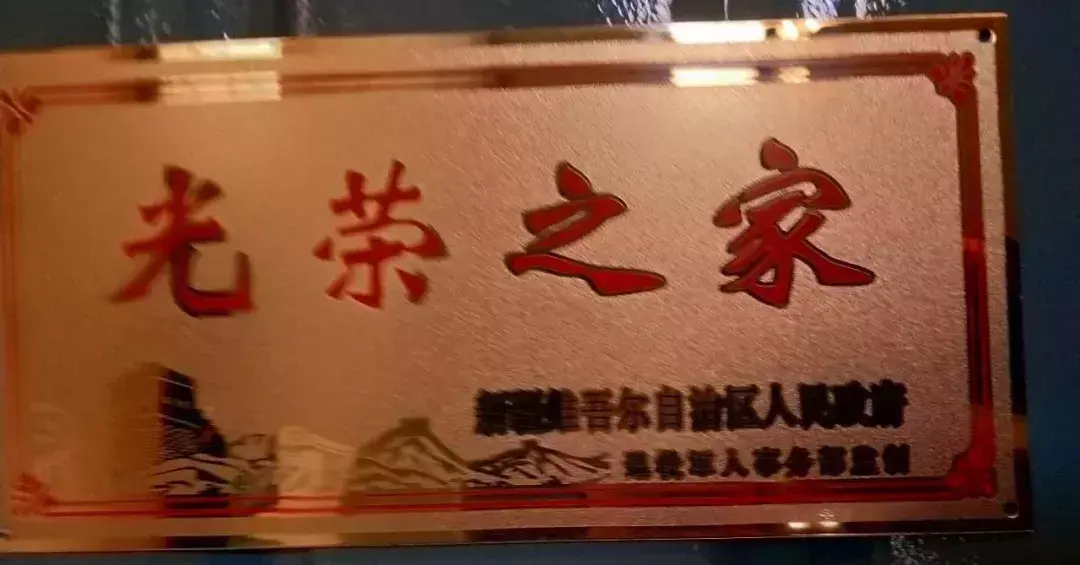 光荣之家
新疆维吾尔自治区人民政府
退役军人事务部监制